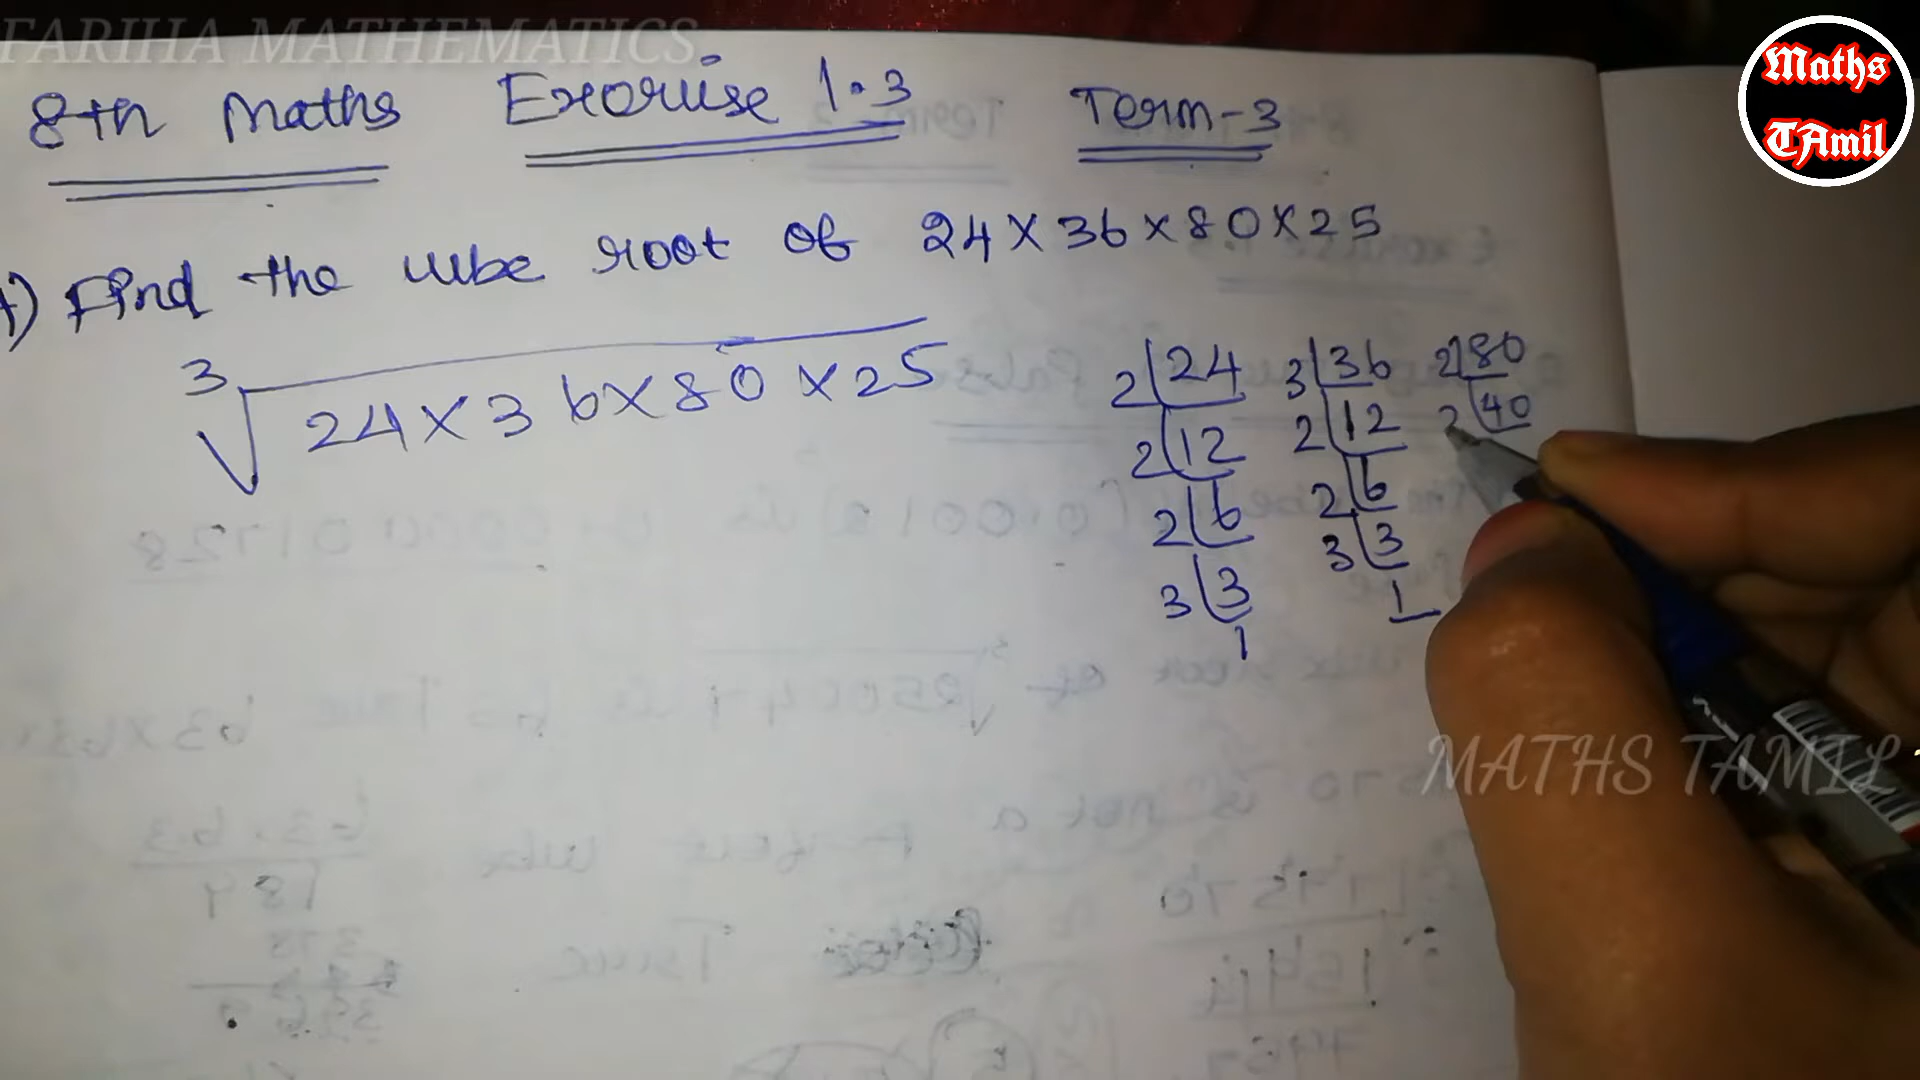 FARIHA MATHEMATICS
Maths
TAmil
8th Maths Exercise 1.3 Term-3
Find the cube root of 24×36×80×25
3√24×36×80×25
2|24 3|36 2|80
2|12 2|12 2|40
2|6 2|6
3|3 3|3
1 1
MATHS TAMIL